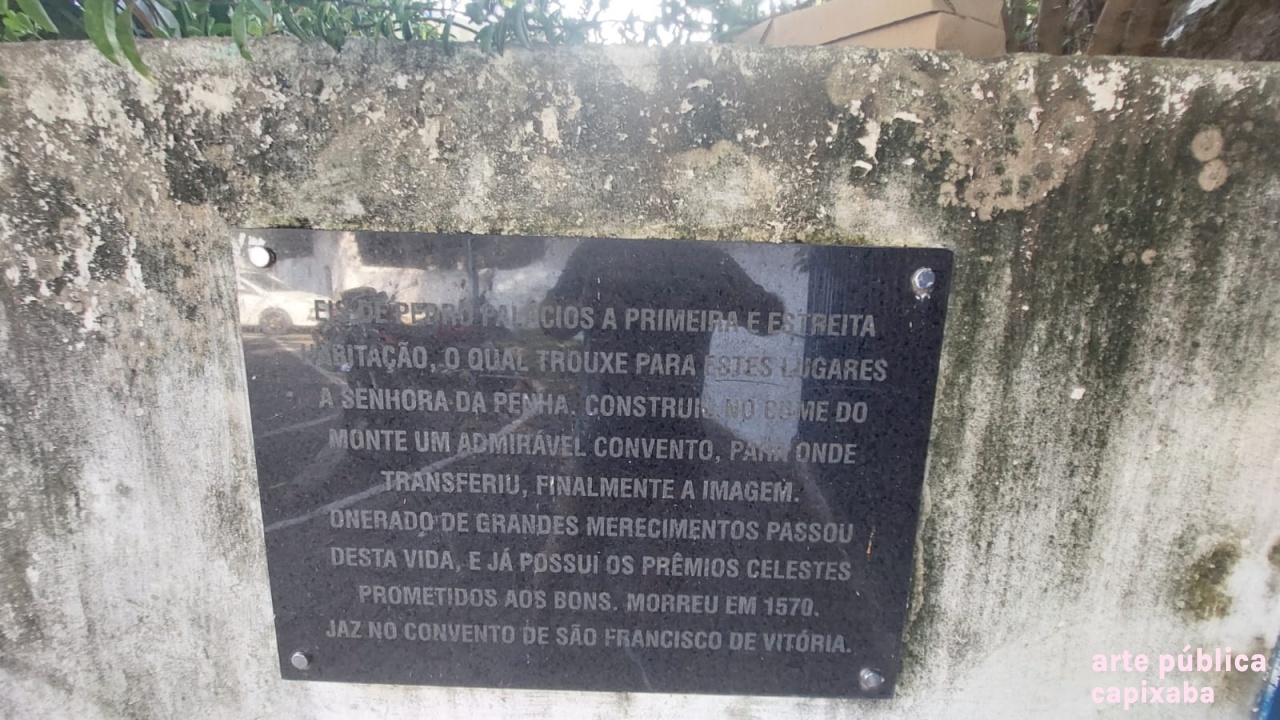 EIS DE PEDRO PALÁCIOS A PRIMEIRA E ESTREITA
HABITAÇÃO, O QUAL TROUXE PARA ESTES LUGARES
A SENHORA DA PENHA. CONSTRUIU NO CUME DO
MONTE UM ADMIRÁVEL CONVENTO, PARA ONDE
TRANSFERIU, FINALMENTE A IMAGEM.
ONERADO DE GRANDES MERECIMENTOS PASSOU
DESTA VIDA, E JÁ POSSUI OS PRÊMIOS CELESTES
PROMETIDOS AOS BONS. MORREU EM 1570.
JAZ NO CONVENTO DE SÃO FRANCISCO DE VITÓRIA.
arte pública
capixaba